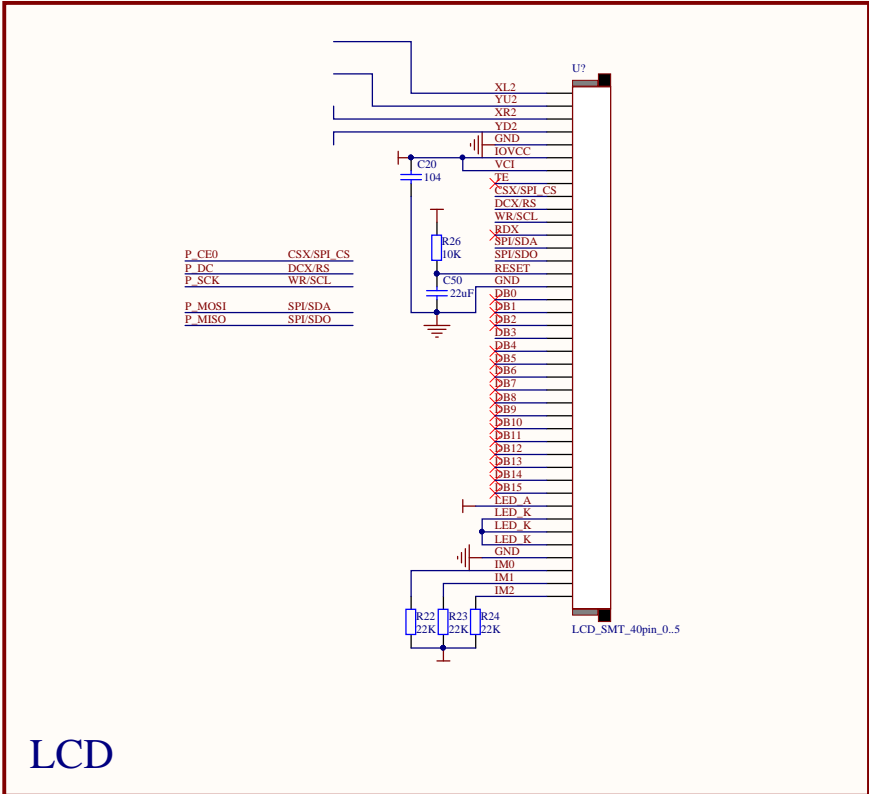 U?
XL2
YU2
XR2
YD2
GND
IOVCC
VCI
TE
CSX/SPI_CS
DCX/RS
WR/SCL
RDX
SPI/SDA
SPI/SDO
RESET
GND
DB0
DB1
DB2
DB3
DB4
DB5
DB6
DB7
DB8
DB9
DB10
DB11
DB12
DB13
DB14
DB15
LED_A
LED_K
LED_K
LED_K
GND
IM0
IM1
IM2
C20
104
R26
10K
C50
22uF
P_CE0 CSX/SPI_CS
P_DC DCX/RS
P_SCK WR/SCL
P_MOSI SPI/SDA
P_MISO SPI/SDO
R22 R23 R24
22K 22K 22K
LCD_SMT_40pin_0..5
LCD